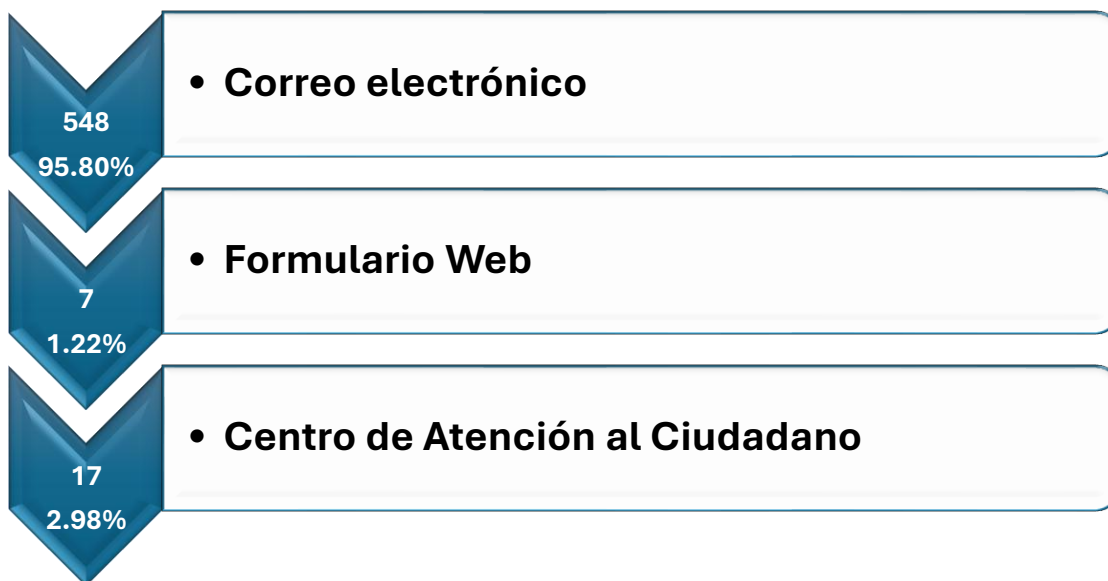 • Correo electrónico
548
95.80%
• Formulario Web
7
1.22%
• Centro de Atención al Ciudadano
17
2.98%